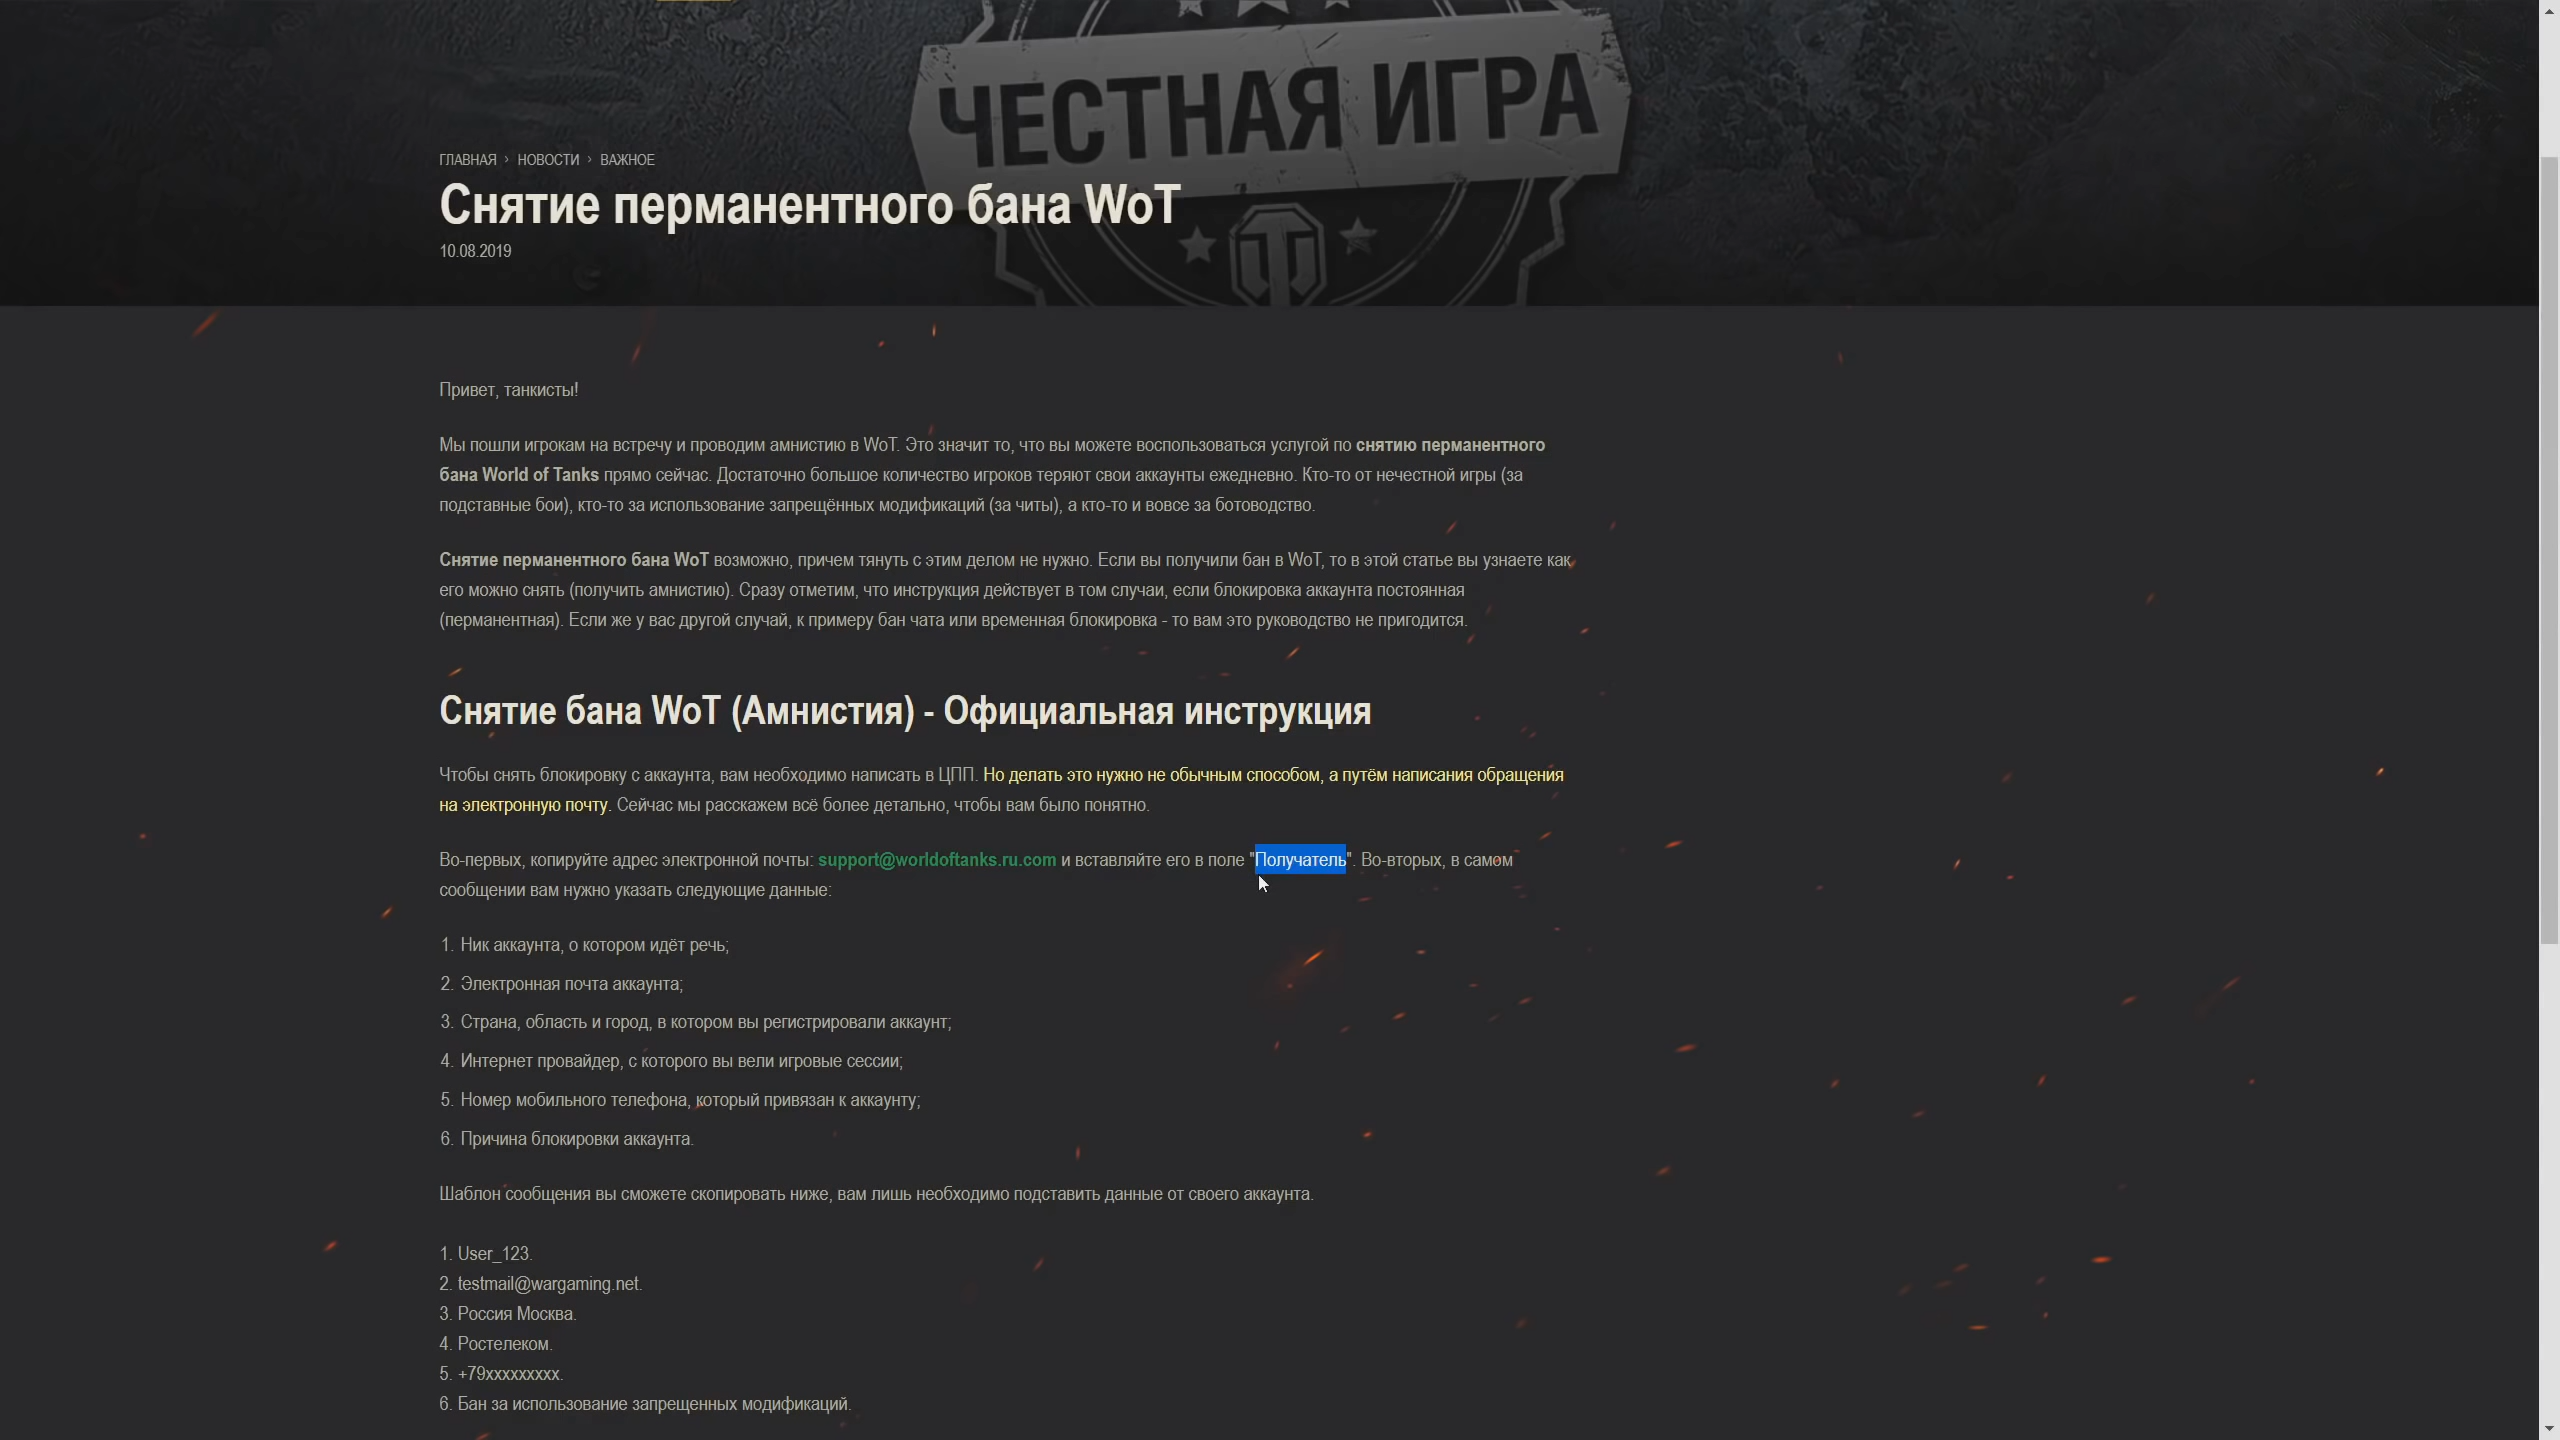 ЧЕСТНАЯ ИГРА
ГЛАВНАЯ › НОВОСТИ › ВАЖНОЕ
Снятие перманентного бана WoT
10.08.2019
Привет, танкисты!
Мы пошли игрокам на встречу и проводим амнистию в WoT. Это значит то, что вы можете воспользоваться услугой по снятию перманентного
бана World of Tanks прямо сейчас. Достаточно большое количество игроков теряют свои аккаунты ежедневно. Кто-то от нечестной игры (за
подставные бои), кто-то за использование запрещённых модификаций (за читы), а кто-то и вовсе за ботоводство.
Снятие перманентного бана WoT возможно, причем тянуть с этим делом не нужно. Если вы получили бан в WoT, то в этой статье вы узнаете как
его можно снять (получить амнистию). Сразу отметим, что инструкция действует в том случаи, если блокировка аккаунта постоянная
(перманентная). Если же у вас другой случай, к примеру бан чата или временная блокировка - то вам это руководство не пригодится.
Снятие бана WoT (Амнистия) - Официальная инструкция
Чтобы снять блокировку с аккаунта, вам необходимо написать в ЦПП. Но делать это нужно не обычным способом, а путём написания обращения
на электронную почту. Сейчас мы расскажем всё более детально, чтобы вам было понятно.
Во-первых, копируйте адрес электронной почты: support@worldoftanks.ru.com и вставляйте его в поле "Получатель". Во-вторых, в самом
сообщении вам нужно указать следующие данные:
1. Ник аккаунта, о котором идёт речь;
2. Электронная почта аккаунта;
3. Страна, область и город, в котором вы регистрировали аккаунт;
4. Интернет провайдер, с которого вы вели игровые сессии;
5. Номер мобильного телефона, который привязан к аккаунту;
6. Причина блокировки аккаунта.
Шаблон сообщения вы сможете скопировать ниже, вам лишь необходимо подставить данные от своего аккаунта.
1. User_123.
2. testmail@wargaming.net.
3. Россия Москва.
4. Ростелеком.
5. +79xxxxxxxxx.
6. Бан за использование запрещенных модификаций.